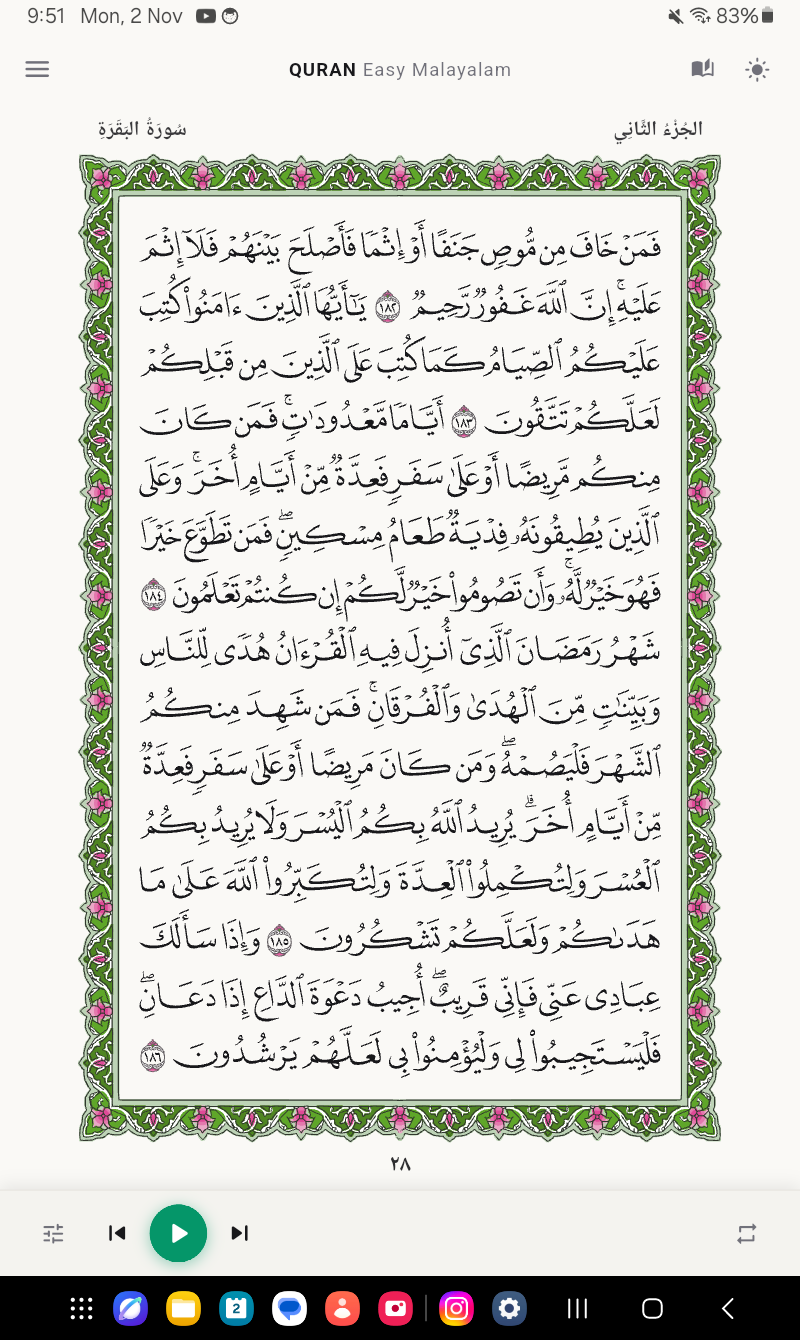 9:51 Mon, 2 Nov 83%
QURAN Easy Malayalam
الجُزْءُ الثَّانِي سُورَةُ البَقَرَةِ
فَمَنْ خَافَ مِن مُّوصٍ جَنَفًا أَوْ إِثْمًا فَأَصْلَحَ بَيْنَهُمْ فَلَآ إِثْمَ
عَلَيْهِ ۚ إِنَّ ٱللَّهَ غَفُورٌ رَّحِيمٌ ١٨٢ يَـٰٓأَيُّهَا ٱلَّذِينَ ءَامَنُوا۟ كُتِبَ
عَلَيْكُمُ ٱلصِّيَامُ كَمَا كُتِبَ عَلَى ٱلَّذِينَ مِن قَبْلِكُمْ
لَعَلَّكُمْ تَتَّقُونَ ١٨٣ أَيَّامًا مَّعْدُودَٰتٍ ۚ فَمَن كَانَ
مِنكُم مَّرِيضًا أَوْ عَلَىٰ سَفَرٍ فَعِدَّةٌ مِّنْ أَيَّامٍ أُخَرَ ۚ وَعَلَى
ٱلَّذِينَ يُطِيقُونَهُۥ فِدْيَةٌ طَعَامُ مِسْكِينٍ ۖ فَمَن تَطَوَّعَ خَيْرًا
فَهُوَ خَيْرٌ لَّهُۥ ۚ وَأَن تَصُومُوا۟ خَيْرٌ لَّكُمْ إِن كُنتُمْ تَعْلَمُونَ ١٨٤
شَهْرُ رَمَضَانَ ٱلَّذِىٓ أُنزِلَ فِيهِ ٱلْقُرْءَانُ هُدًى لِّلنَّاسِ
وَبَيِّنَـٰتٍ مِّنَ ٱلْهُدَىٰ وَٱلْفُرْقَانِ ۚ فَمَن شَهِدَ مِنكُمُ
ٱلشَّهْرَ فَلْيَصُمْهُ ۖ وَمَن كَانَ مَرِيضًا أَوْ عَلَىٰ سَفَرٍ فَعِدَّةٌ
مِّنْ أَيَّامٍ أُخَرَ ۗ يُرِيدُ ٱللَّهُ بِكُمُ ٱلْيُسْرَ وَلَا يُرِيدُ بِكُمُ
ٱلْعُسْرَ وَلِتُكْمِلُوا۟ ٱلْعِدَّةَ وَلِتُكَبِّرُوا۟ ٱللَّهَ عَلَىٰ مَا
هَدَىٰكُمْ وَلَعَلَّكُمْ تَشْكُرُونَ ١٨٥ وَإِذَا سَأَلَكَ
عِبَادِى عَنِّى فَإِنِّى قَرِيبٌ ۖ أُجِيبُ دَعْوَةَ ٱلدَّاعِ إِذَا دَعَانِ ۖ
فَلْيَسْتَجِيبُوا۟ لِى وَلْيُؤْمِنُوا۟ بِى لَعَلَّهُمْ يَرْشُدُونَ ١٨٦
٢٨
2